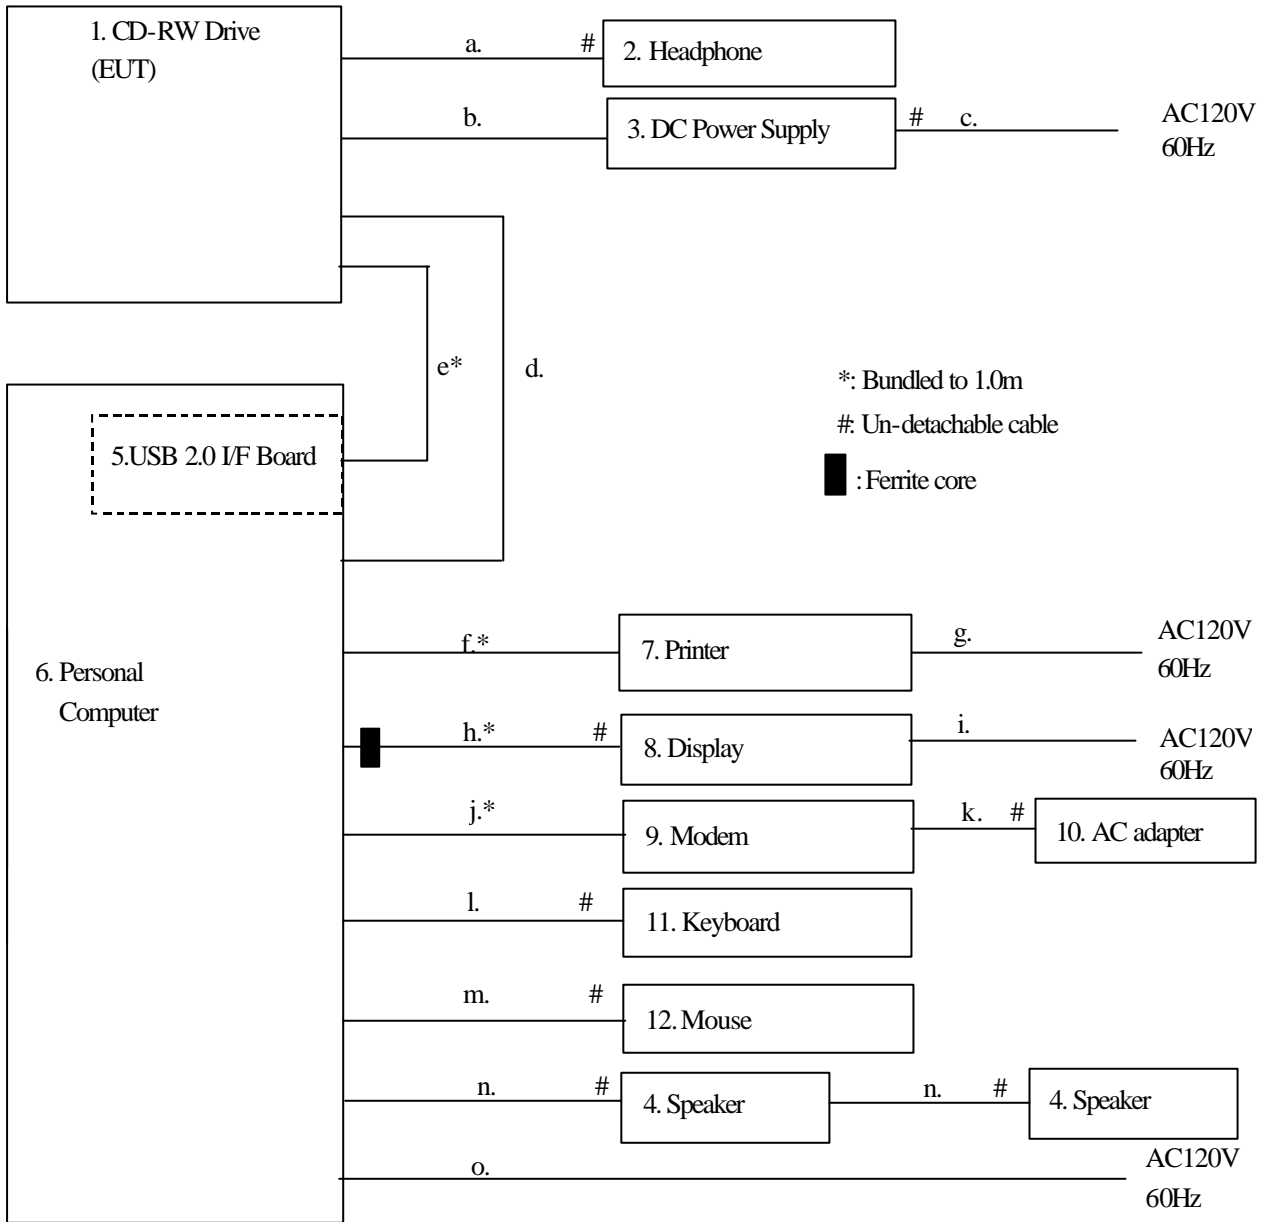 1. CD-RW Drive
(EUT)
a.
#
2. Headphone
b.
3. DC Power Supply
#
c.
AC120V
60Hz
e*
d.
*: Bundled to 1.0m
#: Un-detachable cable
: Ferrite core
5.USB 2.0 I/F Board
6. Personal
Computer
f.*
7. Printer
g.
AC120V
60Hz
h.*
#
8. Display
i.
AC120V
60Hz
j.*
9. Modem
k.
#
10. AC adapter
l.
#
11. Keyboard
m.
#
12. Mouse
n.
#
4. Speaker
n.
#
4. Speaker
o.
AC120V
60Hz